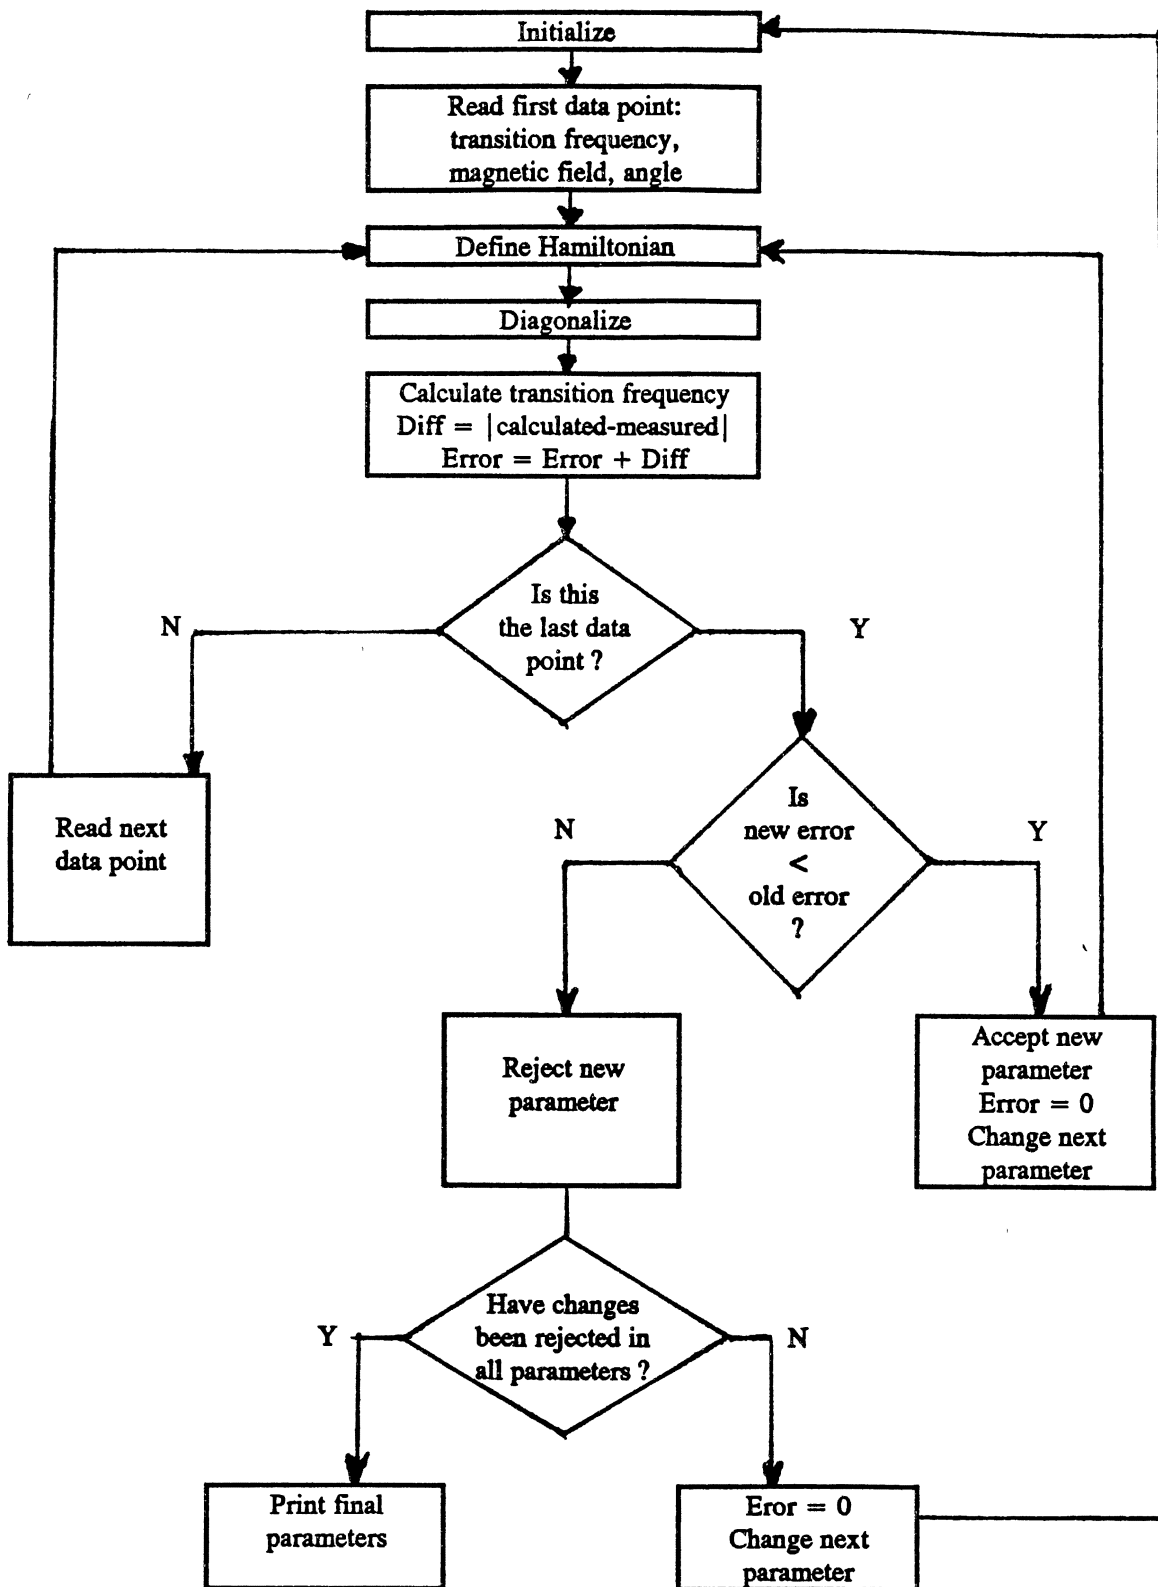 Initialize
Read first data point:
transition frequency,
magnetic field, angle
Define Hamiltonian
Diagonalize
Calculate transition frequency
Diff = |calculated-measured|
Error = Error + Diff
Is this
the last data
point ?
N
Y
Read next
data point
Is
new error
<
old error
?
N
Y
Reject new
parameter
Accept new
parameter
Error = 0
Change next
parameter
Have changes
been rejected in
all parameters ?
Y
N
Print final
parameters
Eror = 0
Change next
parameter